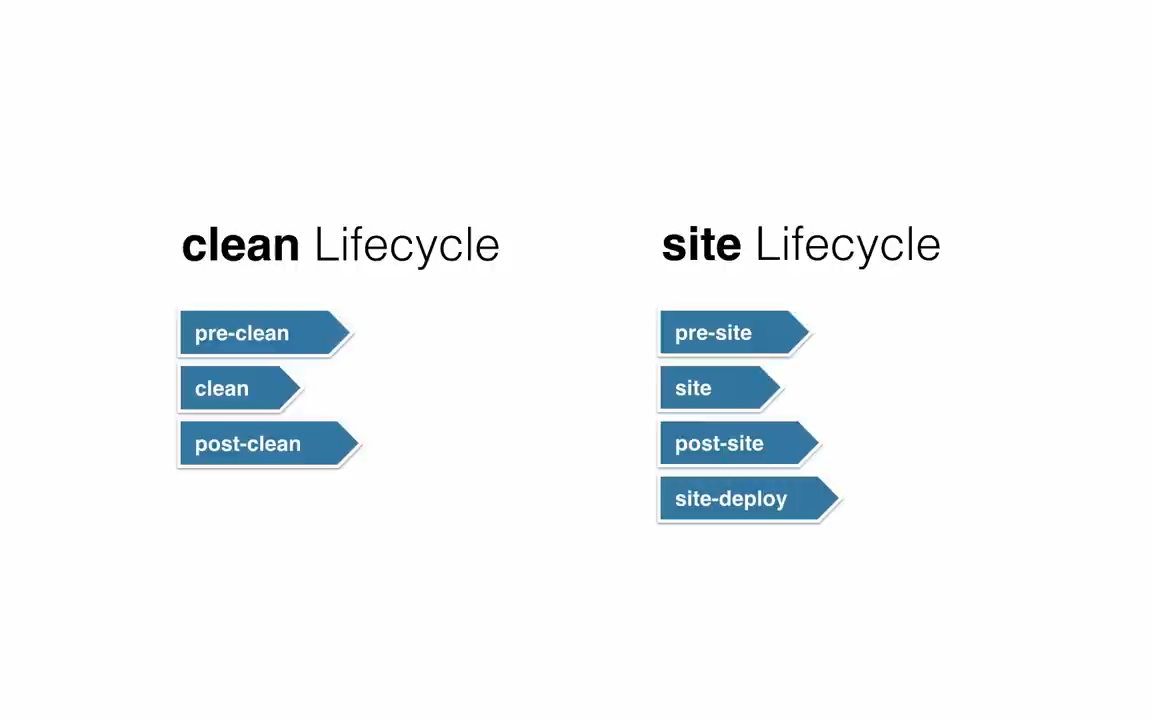 clean Lifecycle
pre-clean
clean
post-clean
site Lifecycle
pre-site
site
post-site
site-deploy